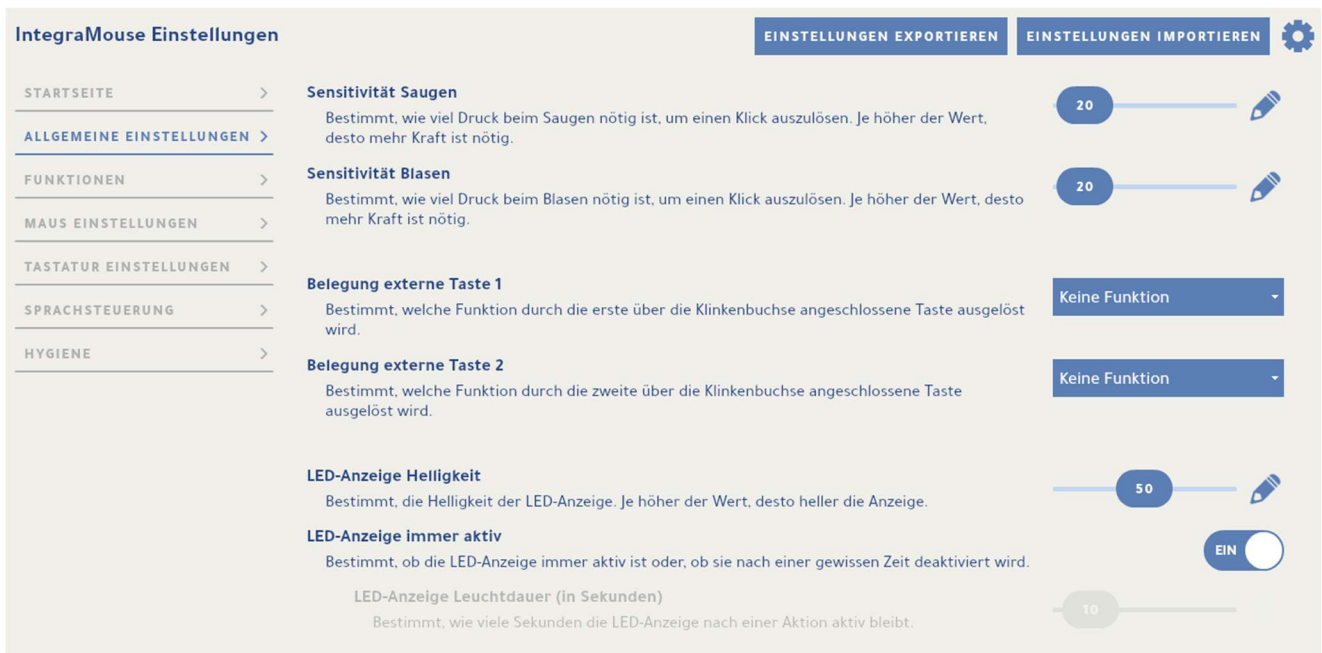 IntegraMouse Einstellungen
EINSTELLUNGEN EXPORTIEREN
EINSTELLUNGEN IMPORTIEREN
STARTSEITE
ALLGEMEINE EINSTELLUNGEN
FUNKTIONEN
MAUS EINSTELLUNGEN
TASTATUR EINSTELLUNGEN
SPRACHSTEUERUNG
HYGIENE
Sensitivität Saugen
Bestimmt, wie viel Druck beim Saugen nötig ist, um einen Klick auszulösen. Je höher der Wert,
desto mehr Kraft ist nötig.
20
Sensitivität Blasen
Bestimmt, wie viel Druck beim Blasen nötig ist, um einen Klick auszulösen. Je höher der Wert, desto
mehr Kraft ist nötig.
20
Belegung externe Taste 1
Bestimmt, welche Funktion durch die erste über die Klinkenbuchse angeschlossene Taste ausgelöst
wird.
Keine Funktion
Belegung externe Taste 2
Bestimmt, welche Funktion durch die zweite über die Klinkenbuchse angeschlossene Taste
ausgelöst wird.
Keine Funktion
LED-Anzeige Helligkeit
Bestimmt, die Helligkeit der LED-Anzeige. Je höher der Wert, desto heller die Anzeige.
50
LED-Anzeige immer aktiv
Bestimmt, ob die LED-Anzeige immer aktiv ist oder, ob sie nach einer gewissen Zeit deaktiviert wird.
EIN
LED-Anzeige Leuchtdauer (in Sekunden)
Bestimmt, wie viele Sekunden die LED-Anzeige nach einer Aktion aktiv bleibt.
10